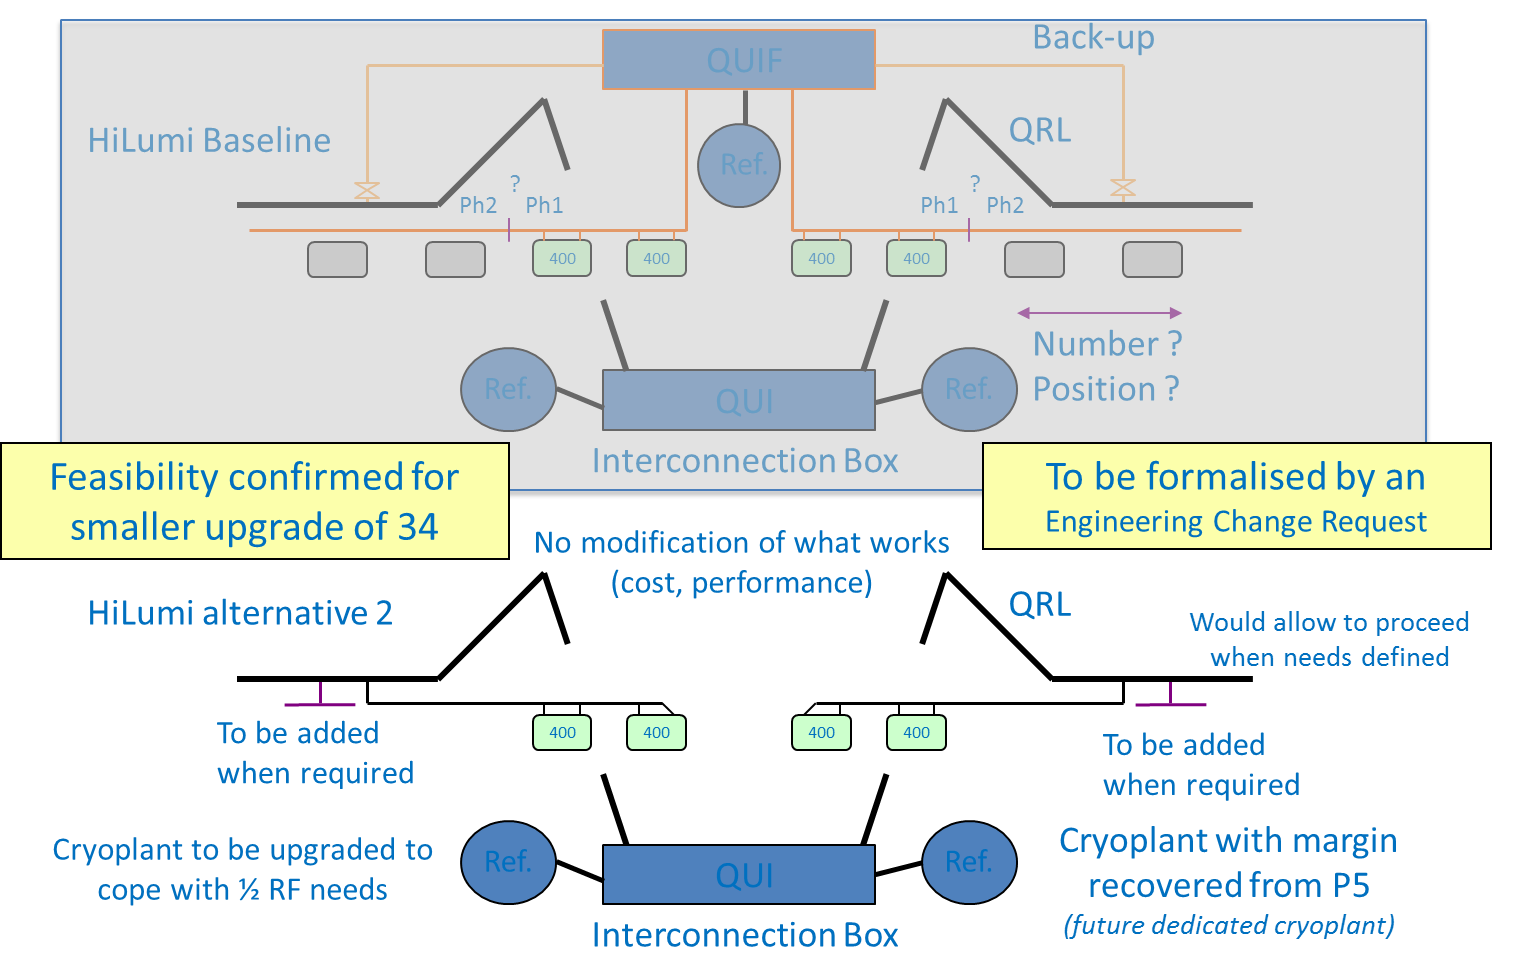 QUIF
Back-up
HiLumi Baseline
Ref.
QRL
?
Ph2
Ph1
?
Ph1
Ph2
400
400
400
400
Number ?
Position ?
Ref.
QUI
Ref.
Interconnection Box
Feasibility confirmed for
smaller upgrade of 34
To be formalised by an
Engineering Change Request
No modification of what works
(cost, performance)
HiLumi alternative 2
QRL
Would allow to proceed
when needs defined
400
400
400
400
To be added
when required
To be added
when required
Cryoplant to be upgraded to
cope with ½ RF needs
Ref.
QUI
Ref.
Interconnection Box
Cryoplant with margin
recovered from P5
(future dedicated cryoplant)